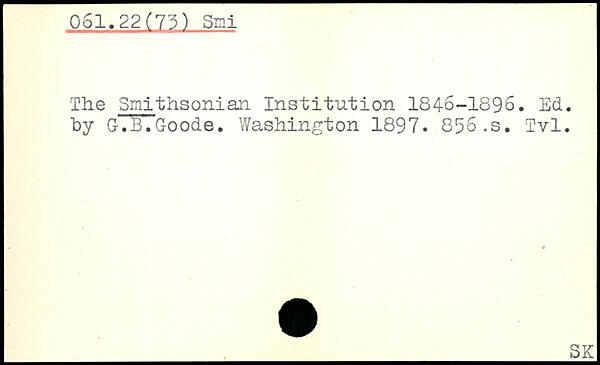 061.22(73) Smi
The Smithsonian Institution 1846-1896. Ed.
by G.B.Goode. Washington 1897. 856.s. Tvl.
SK